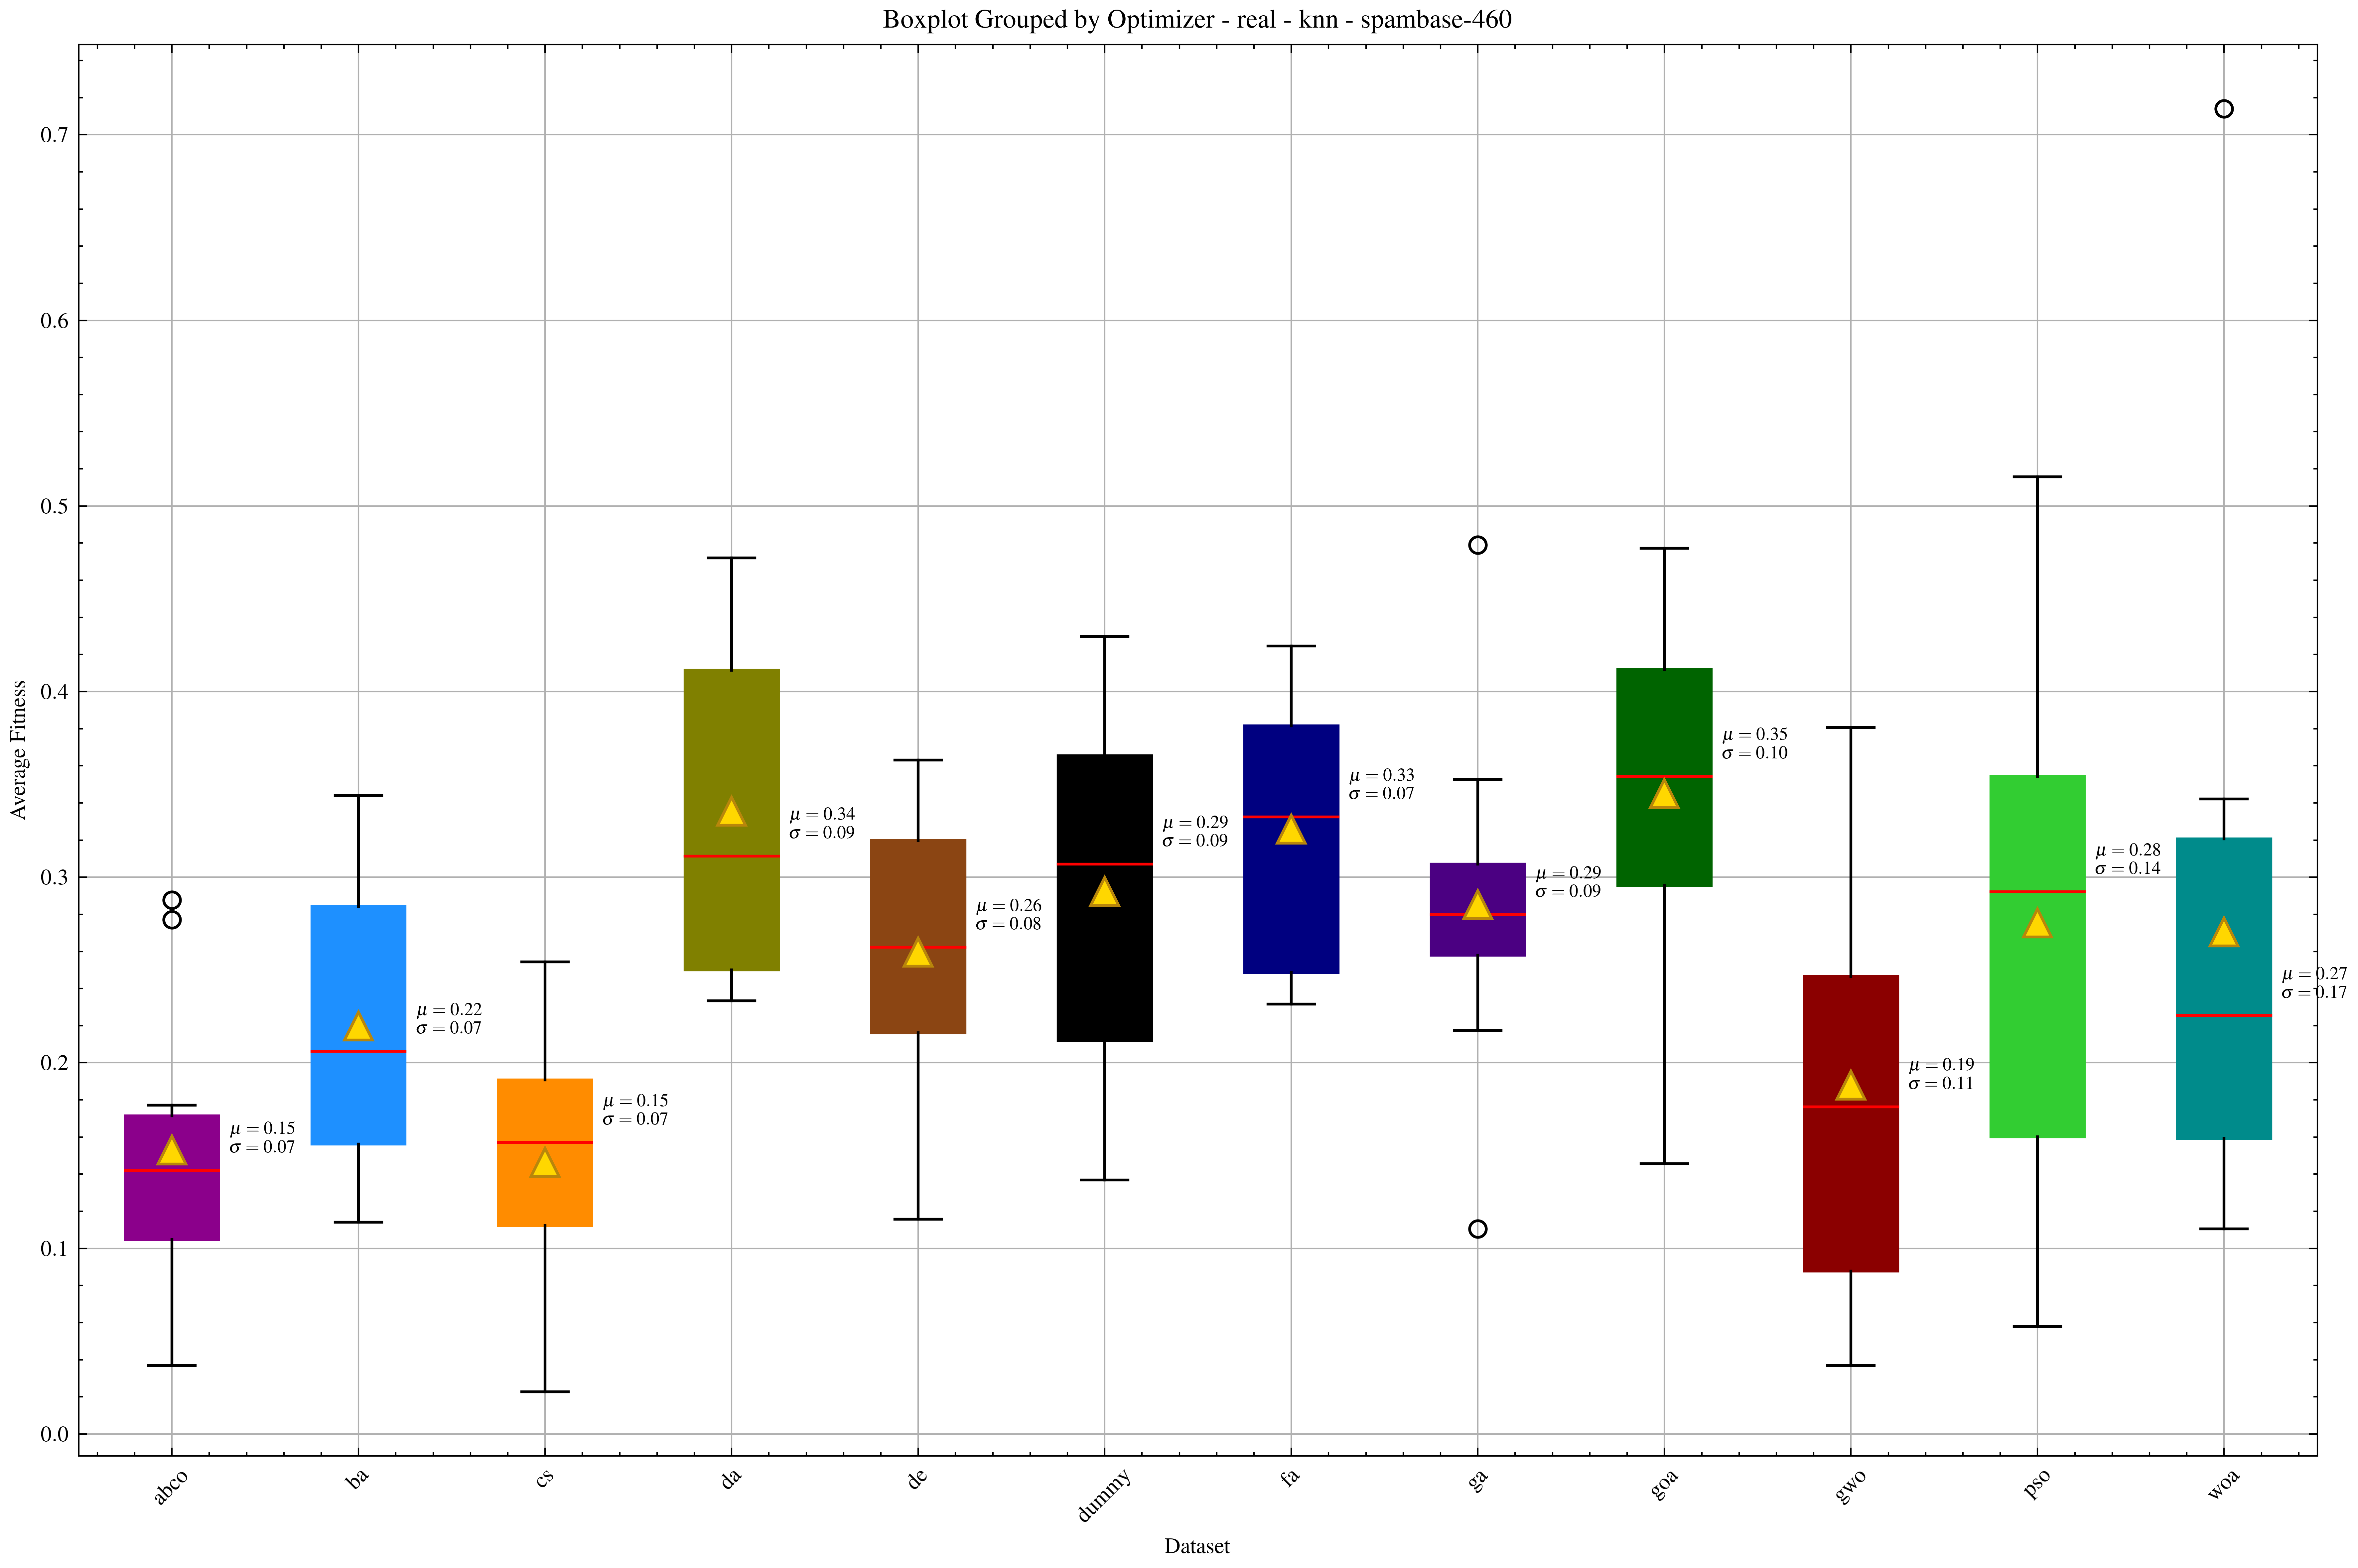 Boxplot Grouped by Optimizer - real - knn - spambase-460
Average Fitness
0.7
0.6
0.5
0.4
0.3
0.2
0.1
0.0
μ = 0.15
σ = 0.07
μ = 0.22
σ = 0.07
μ = 0.15
σ = 0.07
μ = 0.34
σ = 0.09
μ = 0.26
σ = 0.08
μ = 0.29
σ = 0.09
μ = 0.33
σ = 0.07
μ = 0.29
σ = 0.09
μ = 0.35
σ = 0.10
μ = 0.19
σ = 0.11
μ = 0.28
σ = 0.14
μ = 0.27
σ = 0.17
abco
ba
cs
da
de
dummy
fa
ga
goa
gwo
pso
woa
Dataset